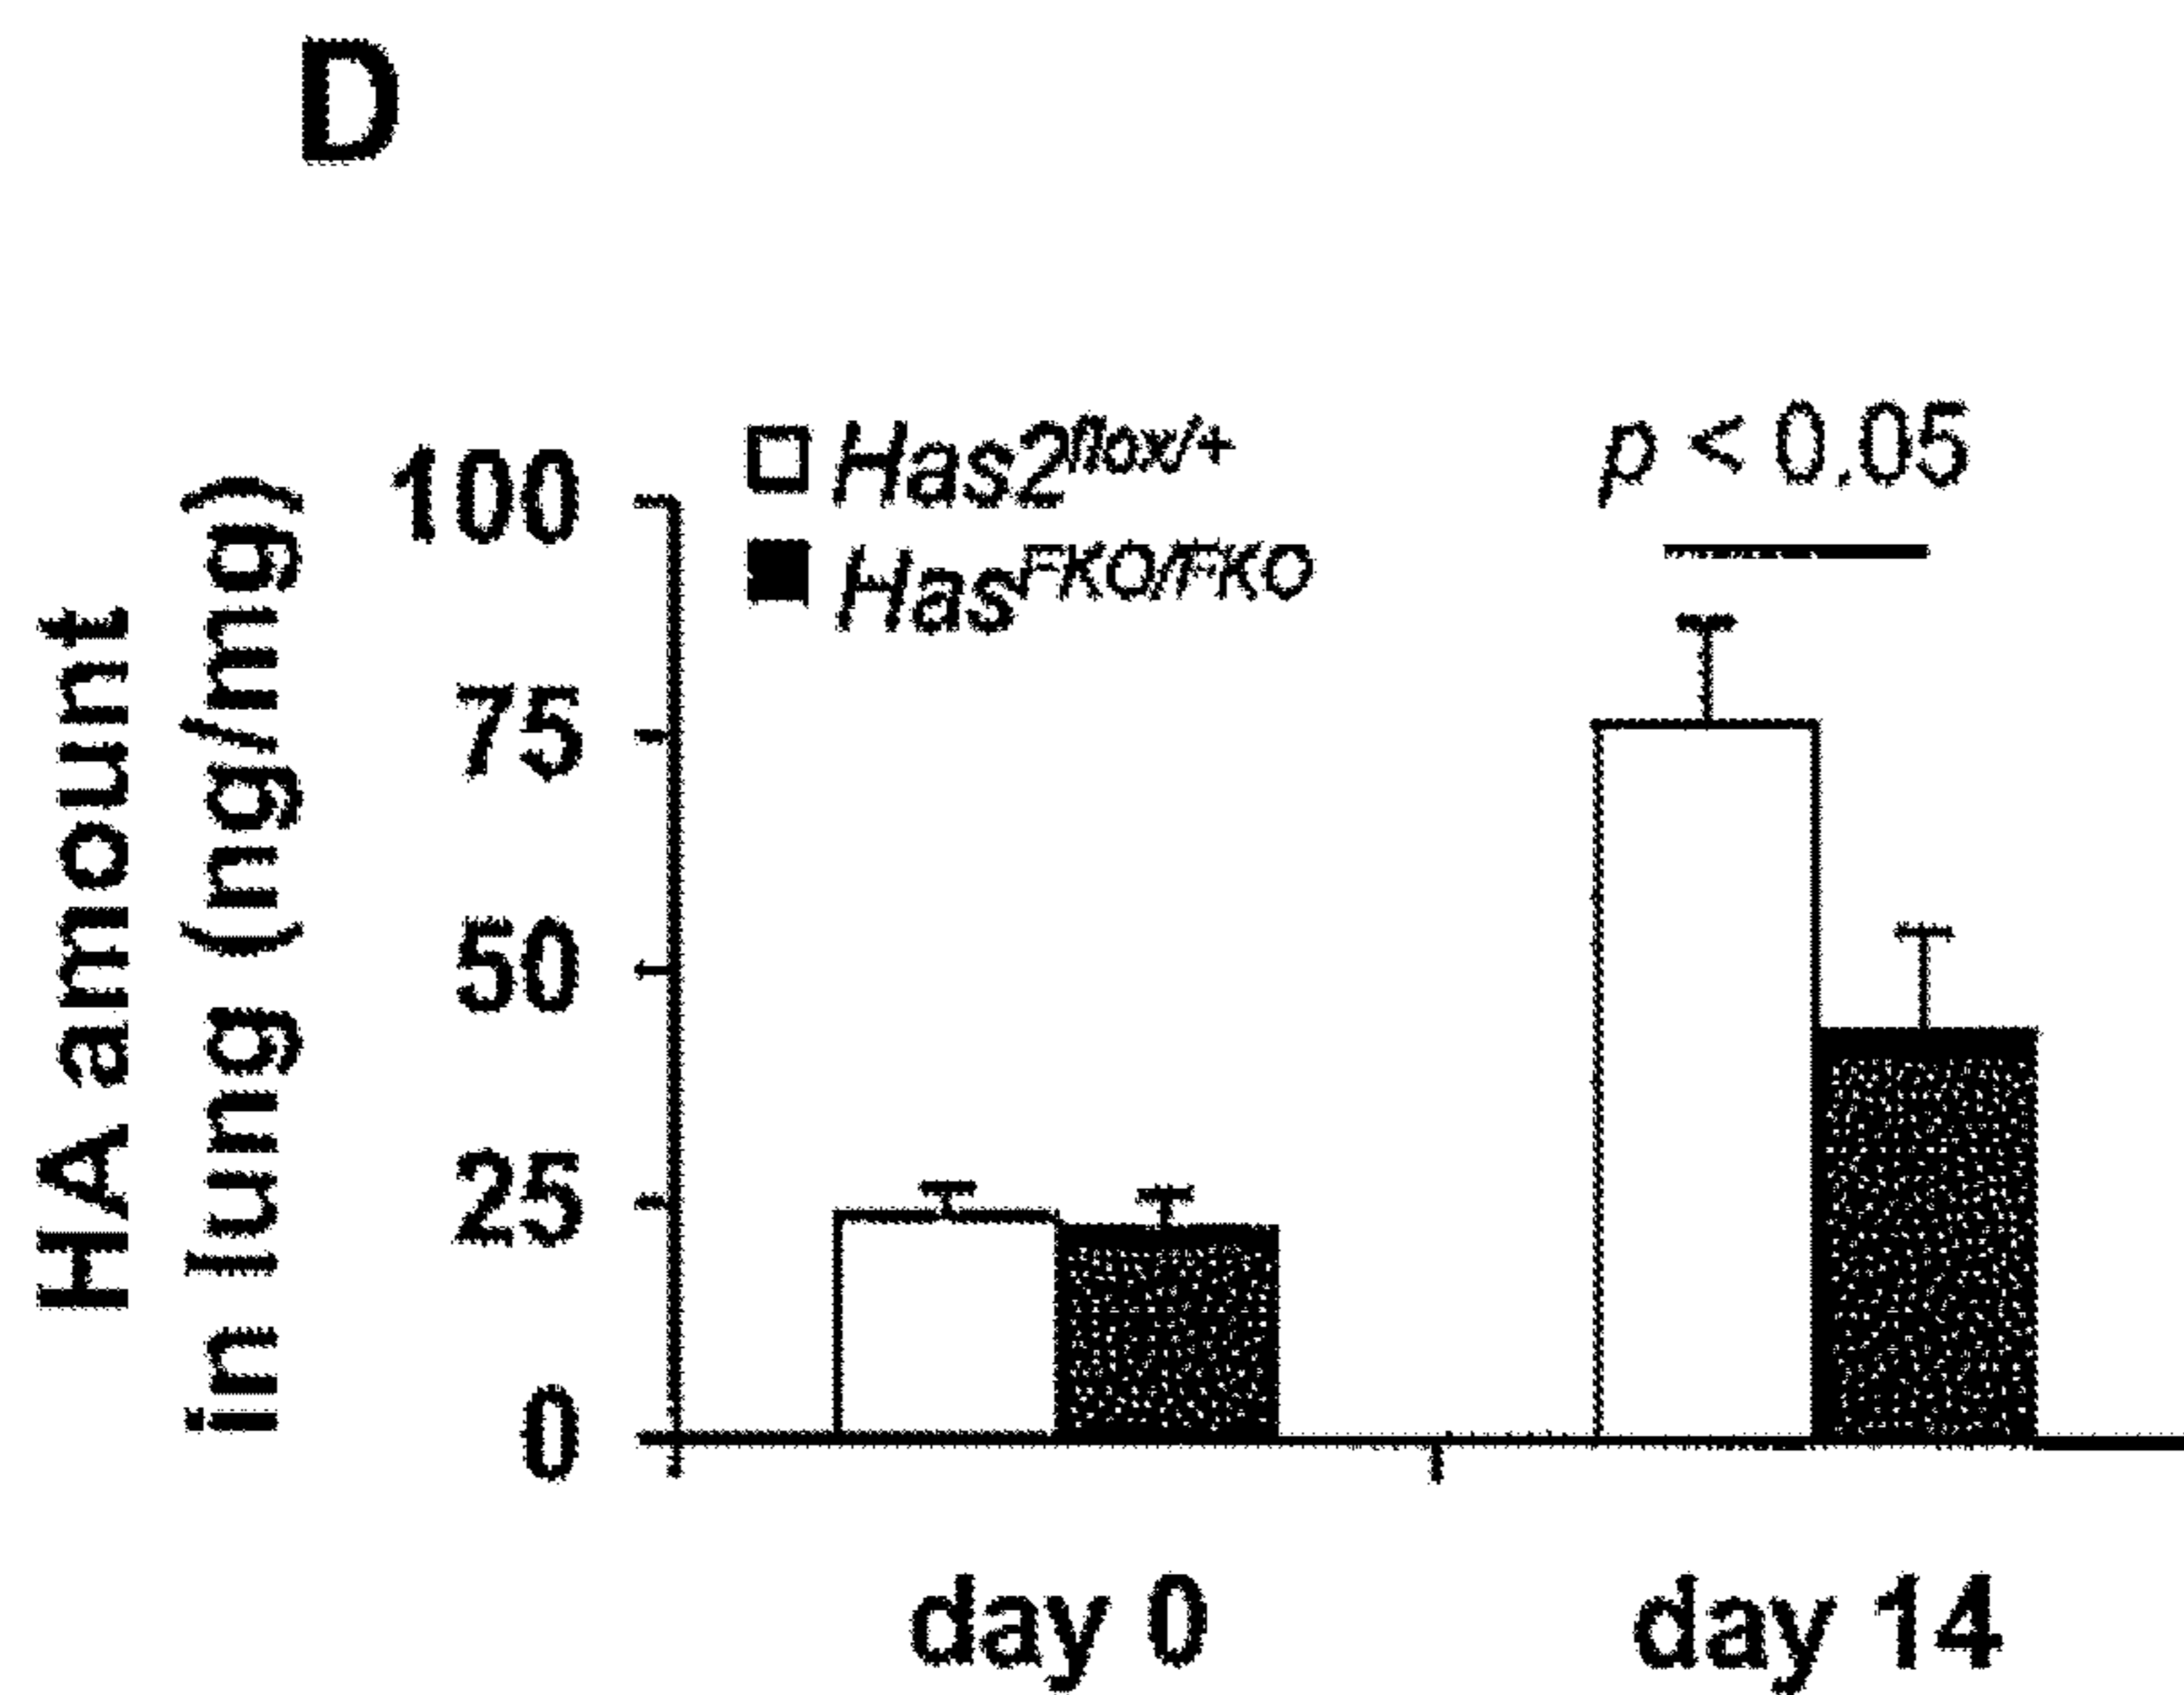 D
HA amount
in lung (ng/mg)
100
75
50
25
0
Has2flox/+
HasFKO/FKO
p < 0.05
day 0
day 14